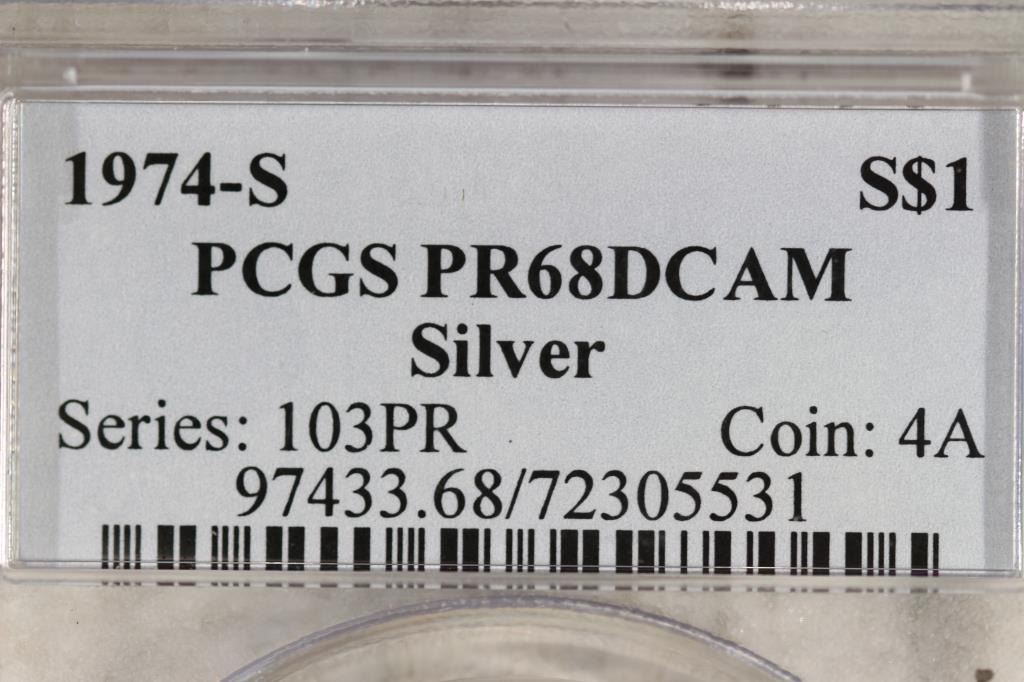 1974-S S$1
PCGS PR68DCAM
Silver
Series: 103PR Coin: 4A
97433.68/72305531